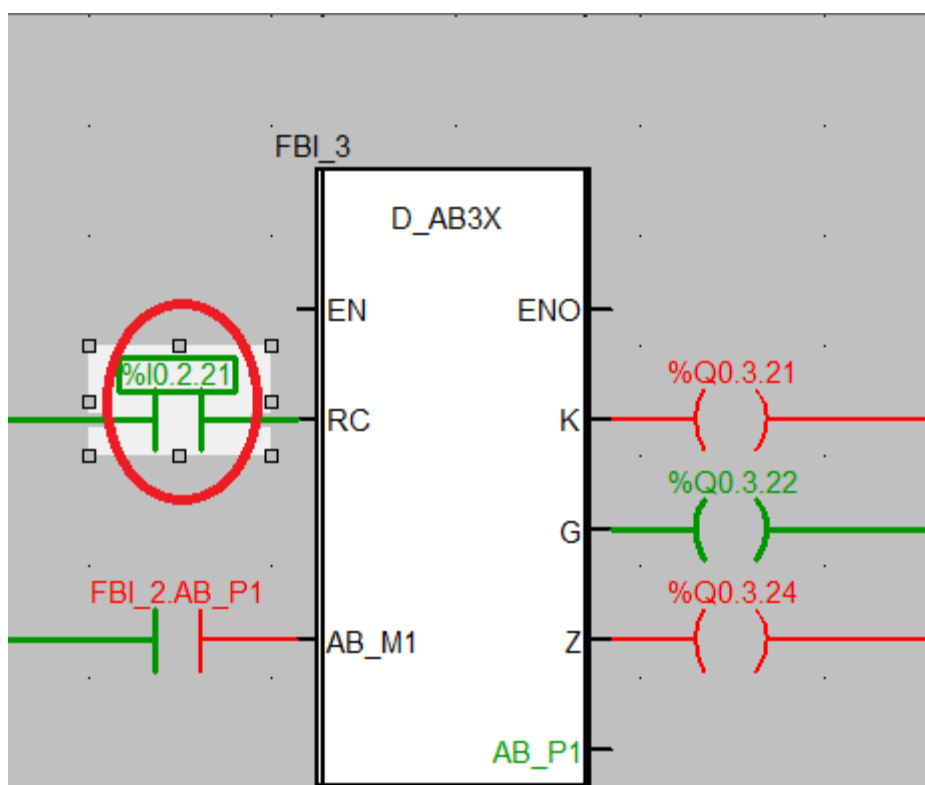 FBI_3
D_AB3X
EN ENO
%I0.2.21 %Q0.3.21
RC K
%Q0.3.22
G
FBI_2.AB_P1 %Q0.3.24
AB_M1 Z
AB_P1